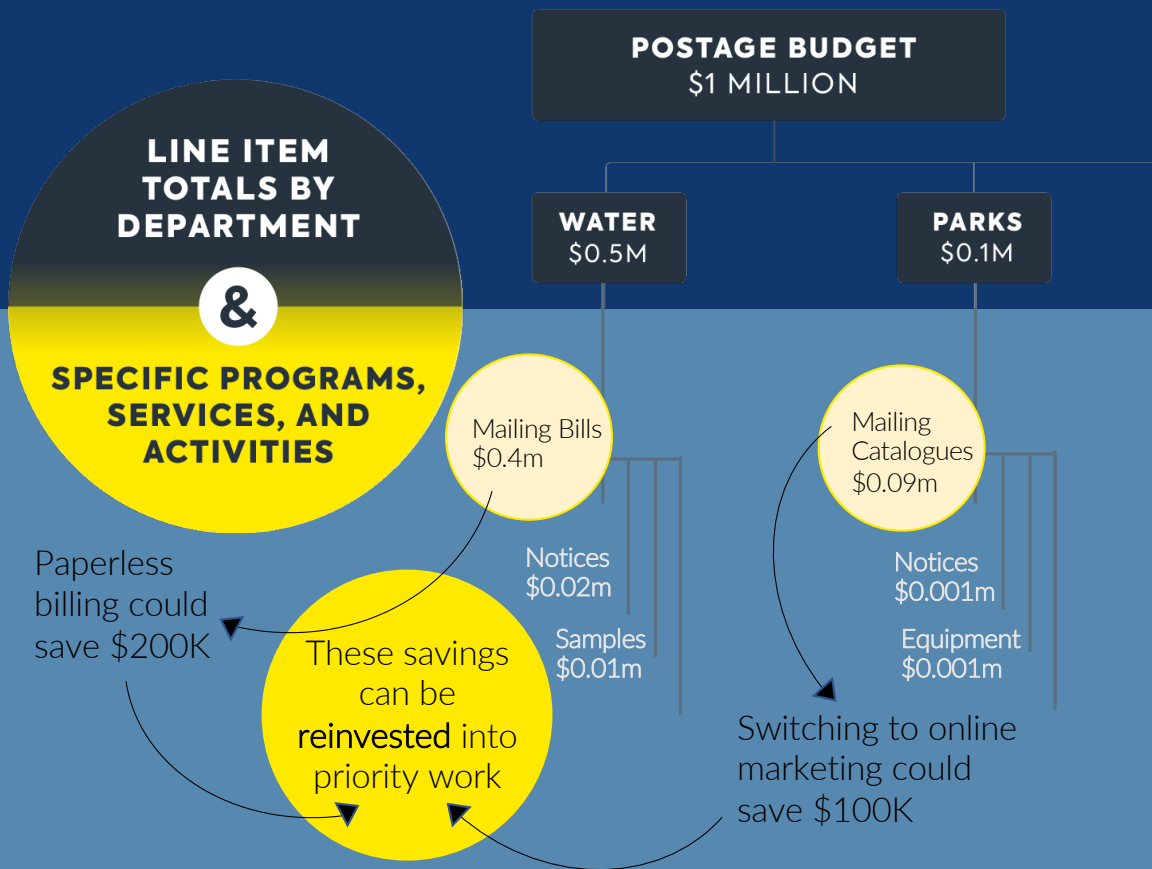 POSTAGE BUDGET
$1 MILLION
LINE ITEM
TOTALS BY
DEPARTMENT
&
SPECIFIC PROGRAMS,
SERVICES, AND
ACTIVITIES
WATER
$0.5M
PARKS
$0.1M
Mailing Bills
$0.4m
Mailing
Catalogues
$0.09m
Notices
$0.02m
Samples
$0.01m
Notices
$0.001m
Equipment
$0.001m
Paperless
billing could
save $200K
These savings
can be
reinvested into
priority work
Switching to online
marketing could
save $100K